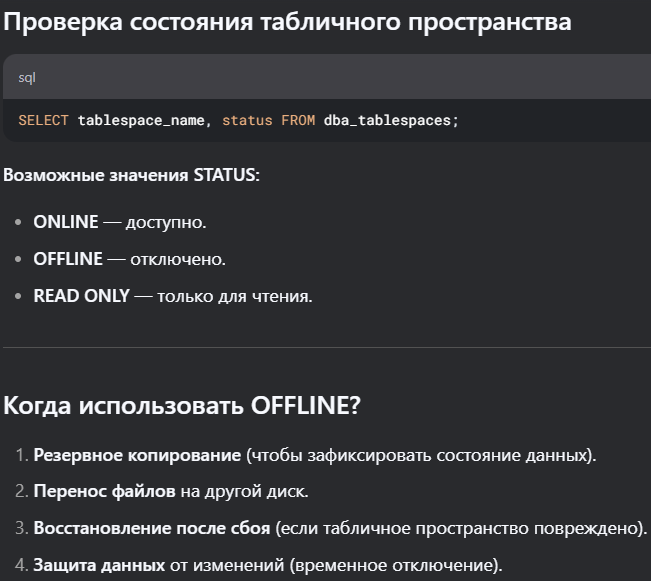 Проверка состояния табличного пространства
sql
SELECT tablespace_name, status FROM dba_tablespaces;
Возможные значения STATUS:
• ONLINE — доступно.
• OFFLINE — отключено.
• READ ONLY — только для чтения.
Когда использовать OFFLINE?
1. Резервное копирование (чтобы зафиксировать состояние данных).
2. Перенос файлов на другой диск.
3. Восстановление после сбоя (если табличное пространство повреждено).
4. Защита данных от изменений (временное отключение).